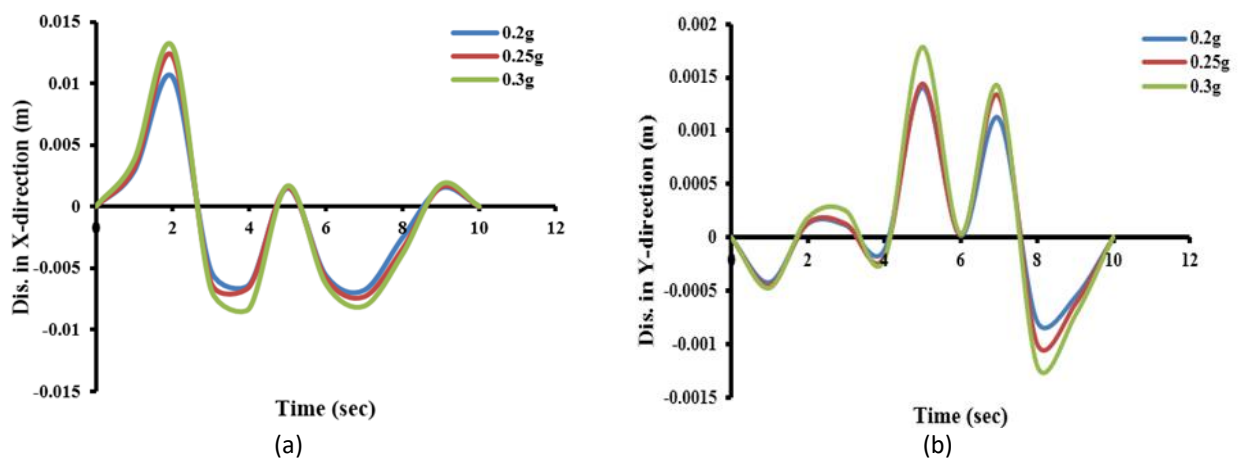 0.015
0.01
0.005
0
-0.005
-0.01
-0.015
0 2 4 6 8 10 12
Dis. in X-direction (m)
Time (sec)
0.2g
0.25g
0.3g
(a)
0.002
0.0015
0.001
0.0005
0
-0.0005
-0.001
-0.0015
0 2 4 6 8 10 12
Dis. in Y-direction (m)
Time (sec)
0.2g
0.25g
0.3g
(b)